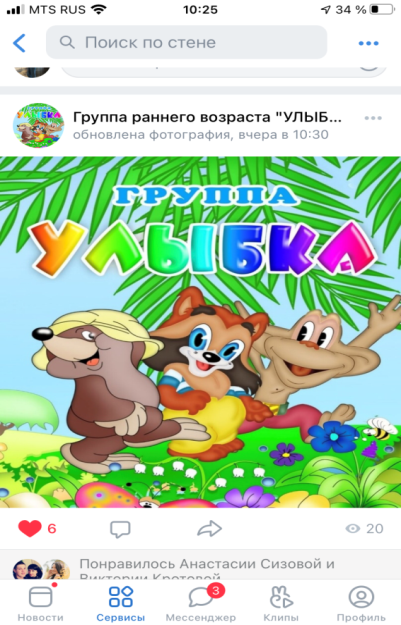 MTS RUS 10:25 34 %
Поиск по стене
Группа раннего возраста "УЛЫБ...
обновлена фотография, вчера в 10:30
ГРУППА
УЛЫБКА
6 20
Понравилось Анастасии Сизовой и
Виктории Кротовой
3
Новости Сервисы Мессенджер Клипы Профиль